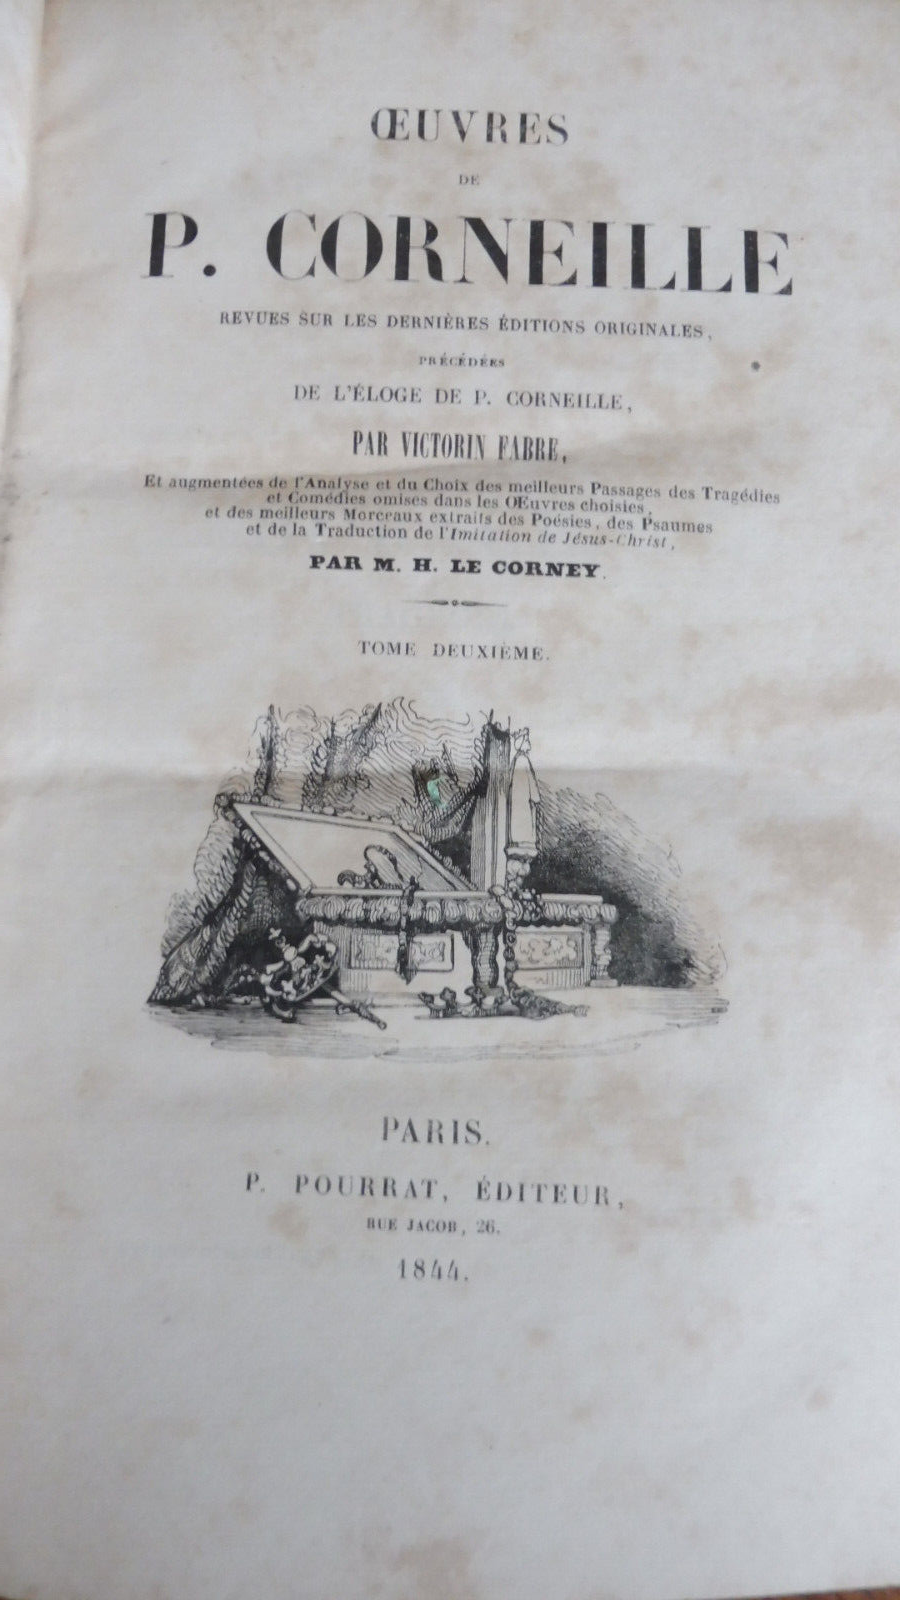 ŒUVRES
DE
P. CORNEILLE
REVUES SUR LES DERNIÈRES ÉDITIONS ORIGINALES,
PRÉCÉDÉES
DE L'ÉLOGE DE P. CORNEILLE,
PAR VICTORIN FABRE,
Et augmentées de l'Analyse et du Choix des meilleurs Passages des Tragédies
et Comédies omises dans les OEuvres choisies,
et des meilleurs Morceaux extraits des Poésies, des Psaumes
et de la Traduction de l'Imitation de Jésus-Christ,
PAR M. H. LE CORNEY.
TOME DEUXIÈME.
PARIS.
P. POURRAT, ÉDITEUR,
RUE JACOB, 26.
1844.